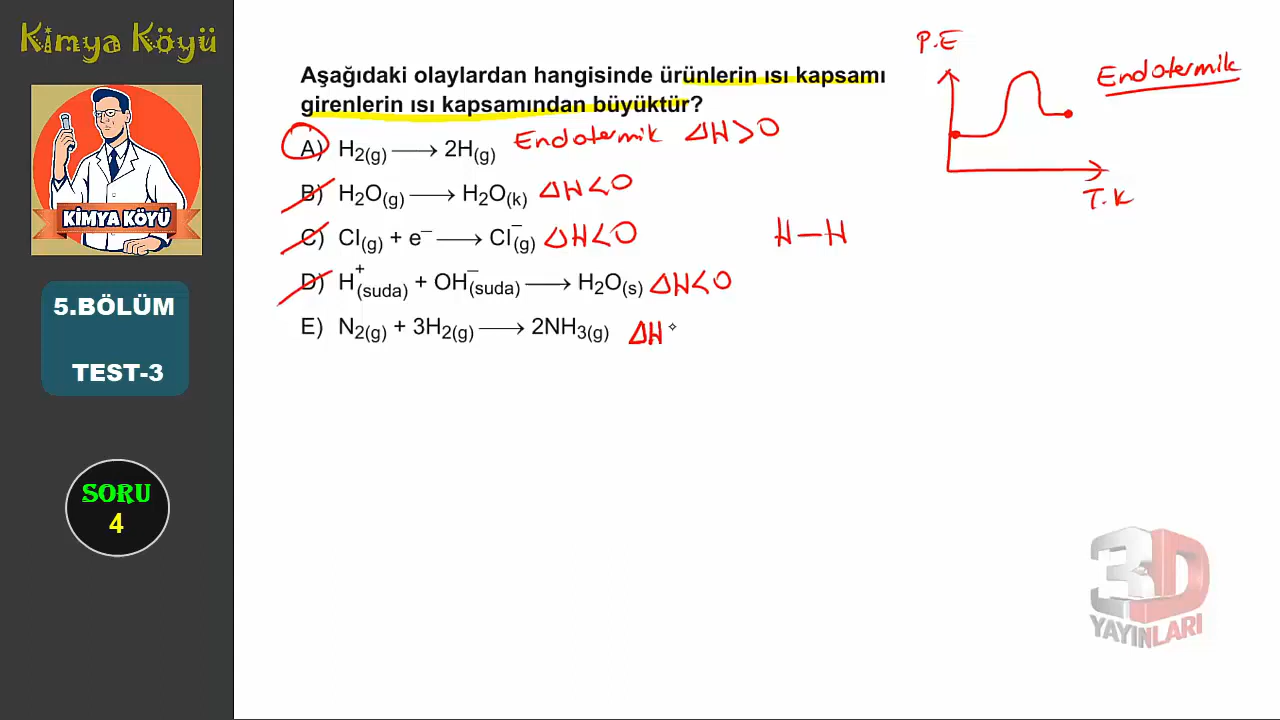 Kimya Köyü
KİMYA KÖYÜ
5.BÖLÜM
TEST-3
SORU
4
Aşağıdaki olaylardan hangisinde ürünlerin ısı kapsamı
girenlerin ısı kapsamından büyüktür?
A) H2(g) ⟶ 2H(g) Endotermik ΔH>0
B) H2O(g) ⟶ H2O(k) ΔH<0
C) Cl(g) + e– ⟶ Cl–(g) ΔH<0
D) H+(suda) + OH–(suda) ⟶ H2O(s) ΔH<0
E) N2(g) + 3H2(g) ⟶ 2NH3(g) ΔH
P.E
Endotermik
T.K
H–H
3D
YAYINLARI